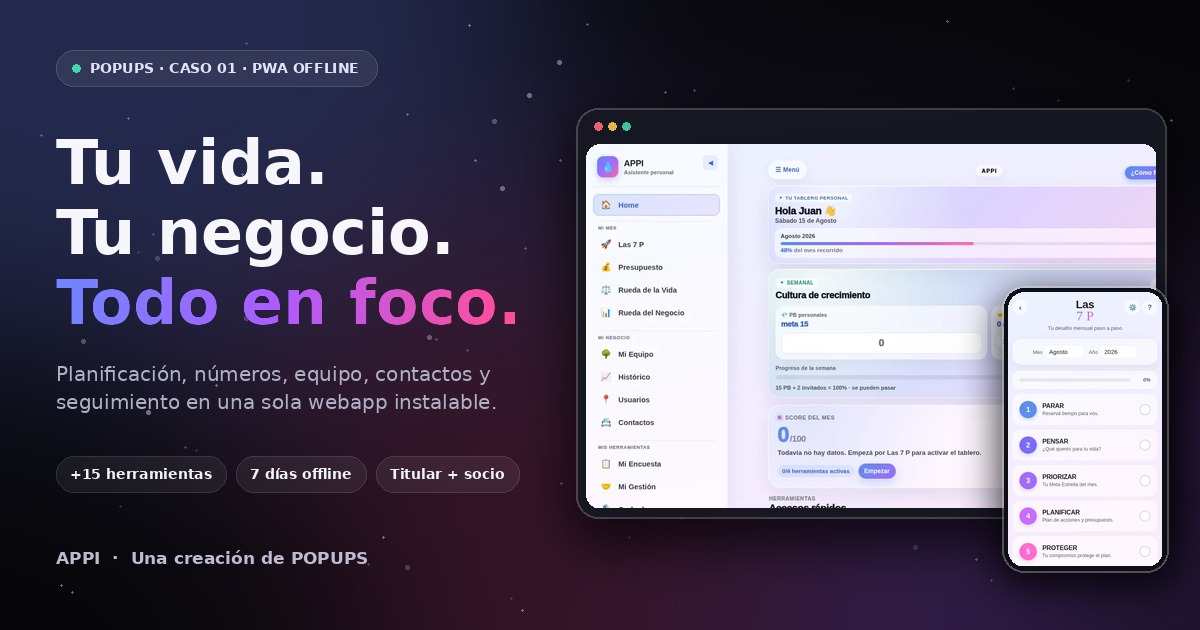 POPUPS · CASO 01 · PWA OFFLINE
Tu vida.
Tu negocio.
Todo en foco.
Planificación, números, equipo, contactos y
seguimiento en una sola webapp instalable.
+15 herramientas
7 días offline
Titular + socio
APPI · Una creación de POPUPS
APPI
Asistente personal
Home
MI MES
Las 7 P
Presupuesto
Rueda de la Vida
Rueda del Negocio
MI NEGOCIO
Mi Equipo
Histórico
Usuarios
Contactos
MIS HERRAMIENTAS
Mi Encuesta
Mi Gestión
☰ Menú
APPI
¿Cómo
✦ TU TABLERO PERSONAL
Hola Juan 👋
Sábado 15 de Agosto
Agosto 2026
48% del mes recorrido
✦ SEMANAL
Cultura de crecimiento
💎 PB personales
meta 15
0
0
Progreso de la semana
15 PB + 2 invitados = 100% · se pueden pasar
SCORE DEL MES
0/100
Todavía no hay datos. Empezá por Las 7 P para activar el tablero.
0/4 herramientas activas
Empezar
HERRAMIENTAS
Accesos rápidos
Las
7 P
?
Tu desafío mensual paso a paso
Mes Agosto Año 2026
0%
1 PARAR
Reservá tiempo para vos.
2 PENSAR
¿Qué querés para tu vida?
3 PRIORIZAR
Tu Meta Estrella del mes.
4 PLANIFICAR
Plan de acciones y presupuesto.
5 PROTEGER
Tu compromiso protege el plan.